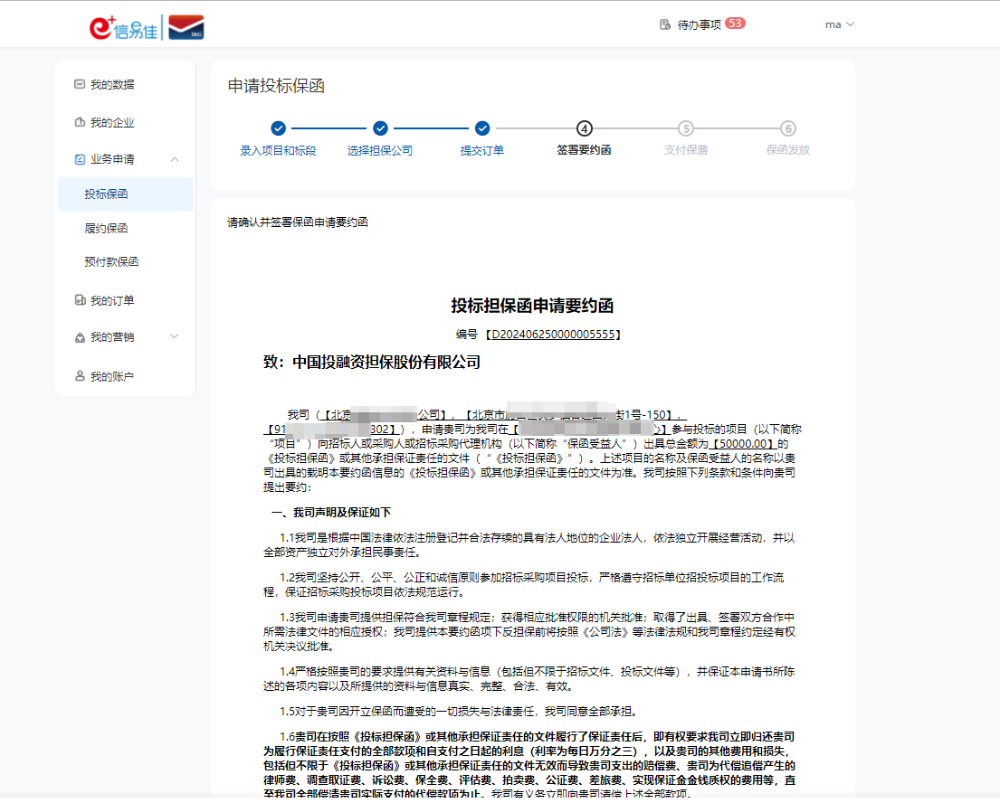 e+信易佳 I&G
待办事项 53
ma
我的数据
我的企业
业务申请
投标保函
履约保函
预付款保函
我的订单
我的营销
我的账户
申请投标保函
4 5 6
录入项目和标段 选择担保公司 提交订单 签署要约函 支付保费 保函发放
请确认并签署保函申请要约函
投标担保函申请要约函
编号 【D202406250000005555】
致：中国投融资担保股份有限公司
我司（【北京 公司】，【北京市 街1号-150】，
【91 302】），申请贵司为我司在【 】参与投标的项目（以下简称
“项目”）向招标人或采购人或招标采购代理机构（以下简称“保函受益人”）出具总金额为【50000.00】的
《投标担保函》或其他承担保证责任的文件（“《投标担保函》”）。上述项目的名称及保函受益人的名称以贵
司出具的载明本要约函信息的《投标担保函》或其他承担保证责任的文件为准。我司按照下列条款和条件向贵司
提出要约：
一、我司声明及保证如下
1.1我司是根据中国法律依法注册登记并合法存续的具有法人地位的企业法人，依法独立开展经营活动，并以
全部资产独立对外承担民事责任。
1.2我司坚持公开、公平、公正和诚信原则参加招标采购项目投标，严格遵守招标单位招投标项目的工作流
程，保证招标采购投标项目依法规范运行。
1.3我司申请贵司提供担保符合我司章程规定；获得相应批准权限的机关批准；取得了出具、签署双方合作中
所需法律文件的相应授权；我司提供本要约函项下反担保前将按照《公司法》等法律法规和我司章程约定经有权
机关决议批准。
1.4严格按照贵司的要求提供有关资料与信息（包括但不限于招标文件、投标文件等），并保证本申请书所陈
述的各项内容以及所提供的资料与信息真实、完整、合法、有效。
1.5对于贵司因开立保函而遭受的一切损失与法律责任，我司同意全部承担。
1.6贵司在按照《投标担保函》或其他承担保证责任的文件履行了保证责任后，即有权要求我司立即归还贵司
为履行保证责任支付的全部款项和自支付之日起的利息（利率为每日万分之三），以及贵司的其他费用和损失，
包括但不限于《投标担保函》或其他承担保证责任的文件无效而导致贵司支出的赔偿费、贵司为代偿追偿产生的
律师费、调查取证费、诉讼费、保全费、评估费、拍卖费、公证费、差旅费、实现保证金金钱质权的费用等，直
至我司全部偿清贵司实际支付的代偿款项为止。我司有义务立即向贵司清偿上述全部款项。